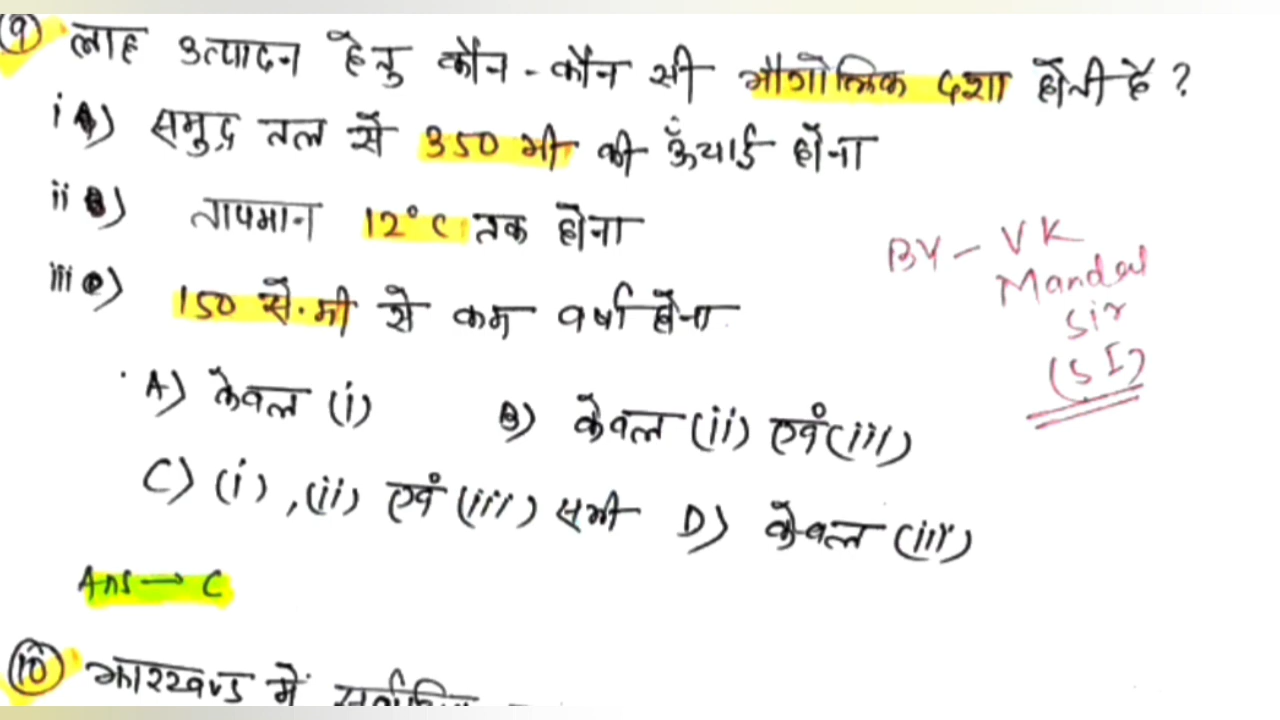 9) लाह उत्पादन हेतु कौन-कौन सी भौगोलिक दशा होनी है?
i) समुद्र तल से 350 मी की ऊँचाई होना
ii) तापमान 12°C तक होना
iii) 150 से.मी से कम वर्षा होना
BY - VK
Mandal
Sir
(SI)
A) केवल (i) B) केवल (ii) एवं (iii)
C) (i), (ii) एवं (iii) सभी D) केवल (iii)
Ans → C
10) झारखण्ड में